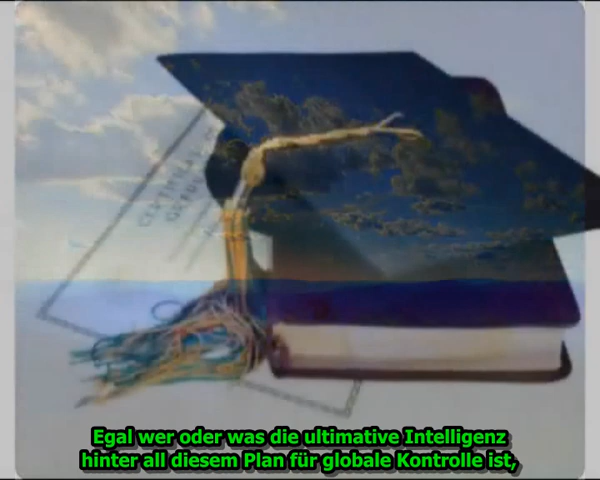 Egal wer oder was die ultimative Intelligenz
hinter all diesem Plan für globale Kontrolle ist,